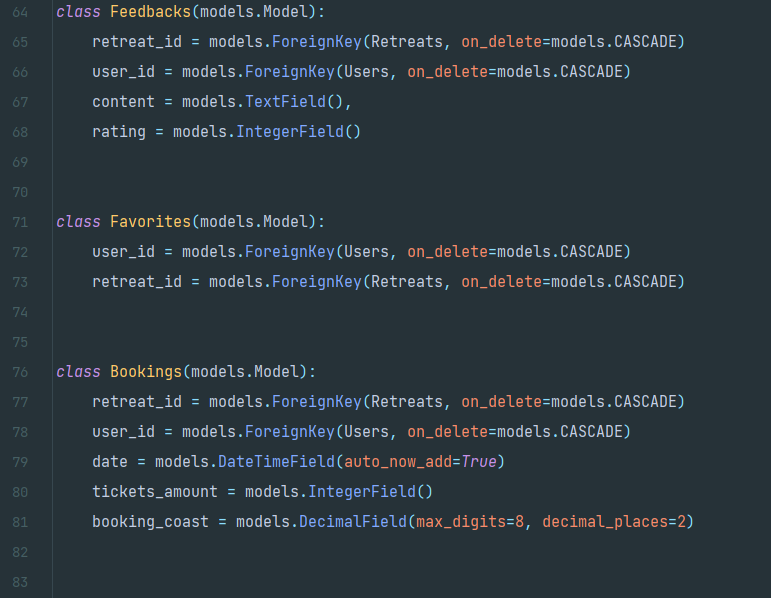 64 class Feedbacks(models.Model):
65     retreat_id = models.ForeignKey(Retreats, on_delete=models.CASCADE)
66     user_id = models.ForeignKey(Users, on_delete=models.CASCADE)
67     content = models.TextField(),
68     rating = models.IntegerField()
69
70
71 class Favorites(models.Model):
72     user_id = models.ForeignKey(Users, on_delete=models.CASCADE)
73     retreat_id = models.ForeignKey(Retreats, on_delete=models.CASCADE)
74
75
76 class Bookings(models.Model):
77     retreat_id = models.ForeignKey(Retreats, on_delete=models.CASCADE)
78     user_id = models.ForeignKey(Users, on_delete=models.CASCADE)
79     date = models.DateTimeField(auto_now_add=True)
80     tickets_amount = models.IntegerField()
81     booking_coast = models.DecimalField(max_digits=8, decimal_places=2)
82
83